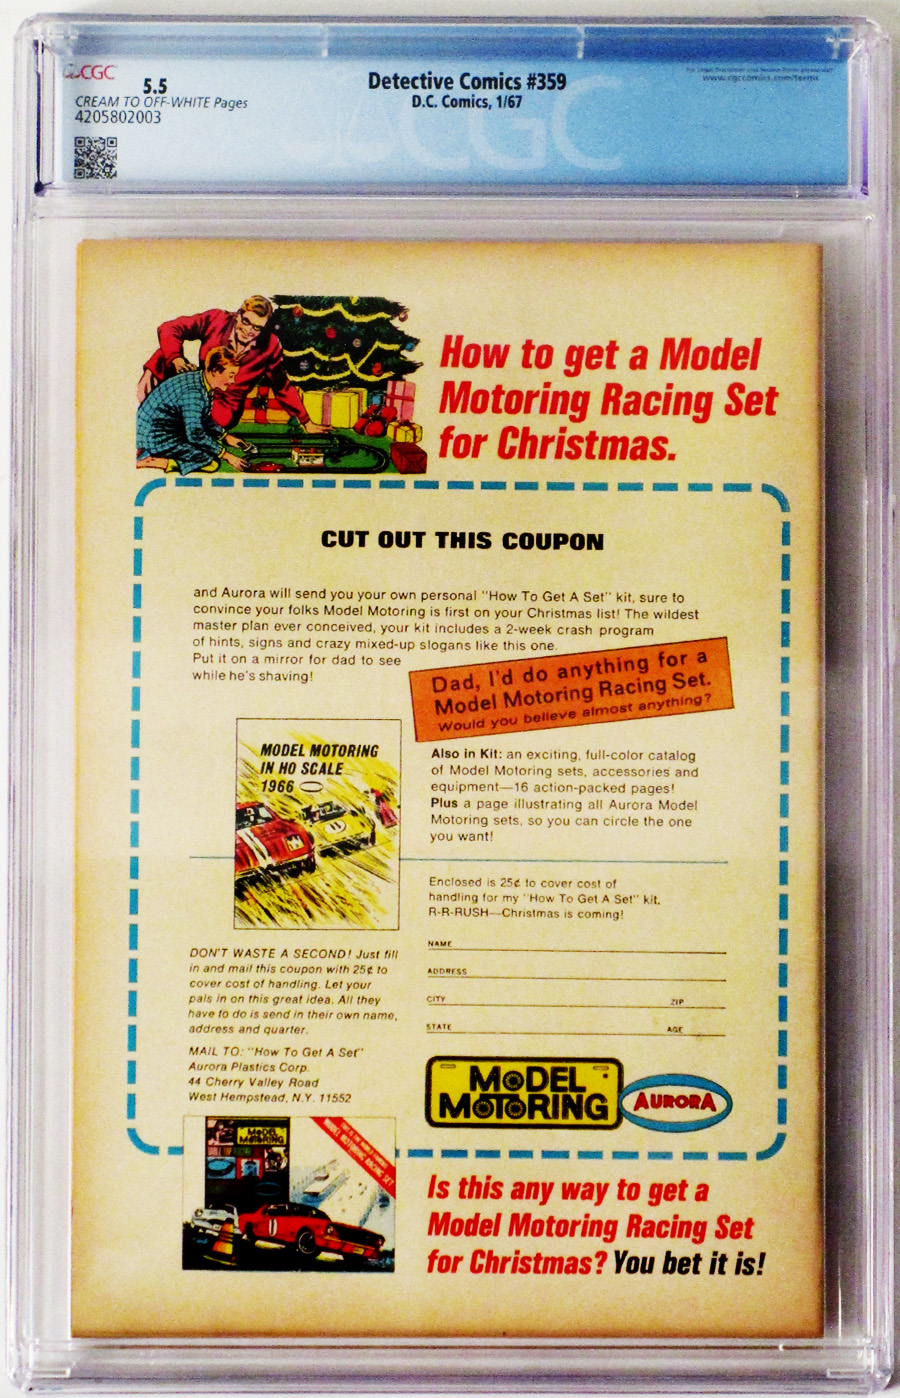 CGC
5.5
CREAM TO OFF-WHITE Pages
4205802003
Detective Comics #359
D.C. Comics, 1/67
www.cgccomics.com/terms
CGC
How to get a Model
Motoring Racing Set
for Christmas.
CUT OUT THIS COUPON
and Aurora will send you your own personal "How To Get A Set" kit, sure to
convince your folks Model Motoring is first on your Christmas list! The wildest
master plan ever conceived, your kit includes a 2-week crash program
of hints, signs and crazy mixed-up slogans like this one.
Put it on a mirror for dad to see
while he's shaving!
Dad, I'd do anything for a
Model Motoring Racing Set.
Would you believe almost anything?
MODEL MOTORING
IN HO SCALE
1966
Also in Kit: an exciting, full-color catalog
of Model Motoring sets, accessories and
equipment—16 action-packed pages!
Plus a page illustrating all Aurora Model
Motoring sets, so you can circle the one
you want!
Enclosed is 25¢ to cover cost of
handling for my "How To Get A Set" kit.
R-R-RUSH—Christmas is coming!
NAME
ADDRESS
CITY ZIP
STATE AGE
DON'T WASTE A SECOND! Just fill
in and mail this coupon with 25¢ to
cover cost of handling. Let your
pals in on this great idea. All they
have to do is send in their own name,
address and quarter.
MAIL TO: "How To Get A Set"
Aurora Plastics Corp.
44 Cherry Valley Road
West Hempstead, N.Y. 11552
MODEL
MOTORING
AURORA
MODEL
MOTORING
MODEL MOTORING RACING SET
Is this any way to get a
Model Motoring Racing Set
for Christmas? You bet it is!